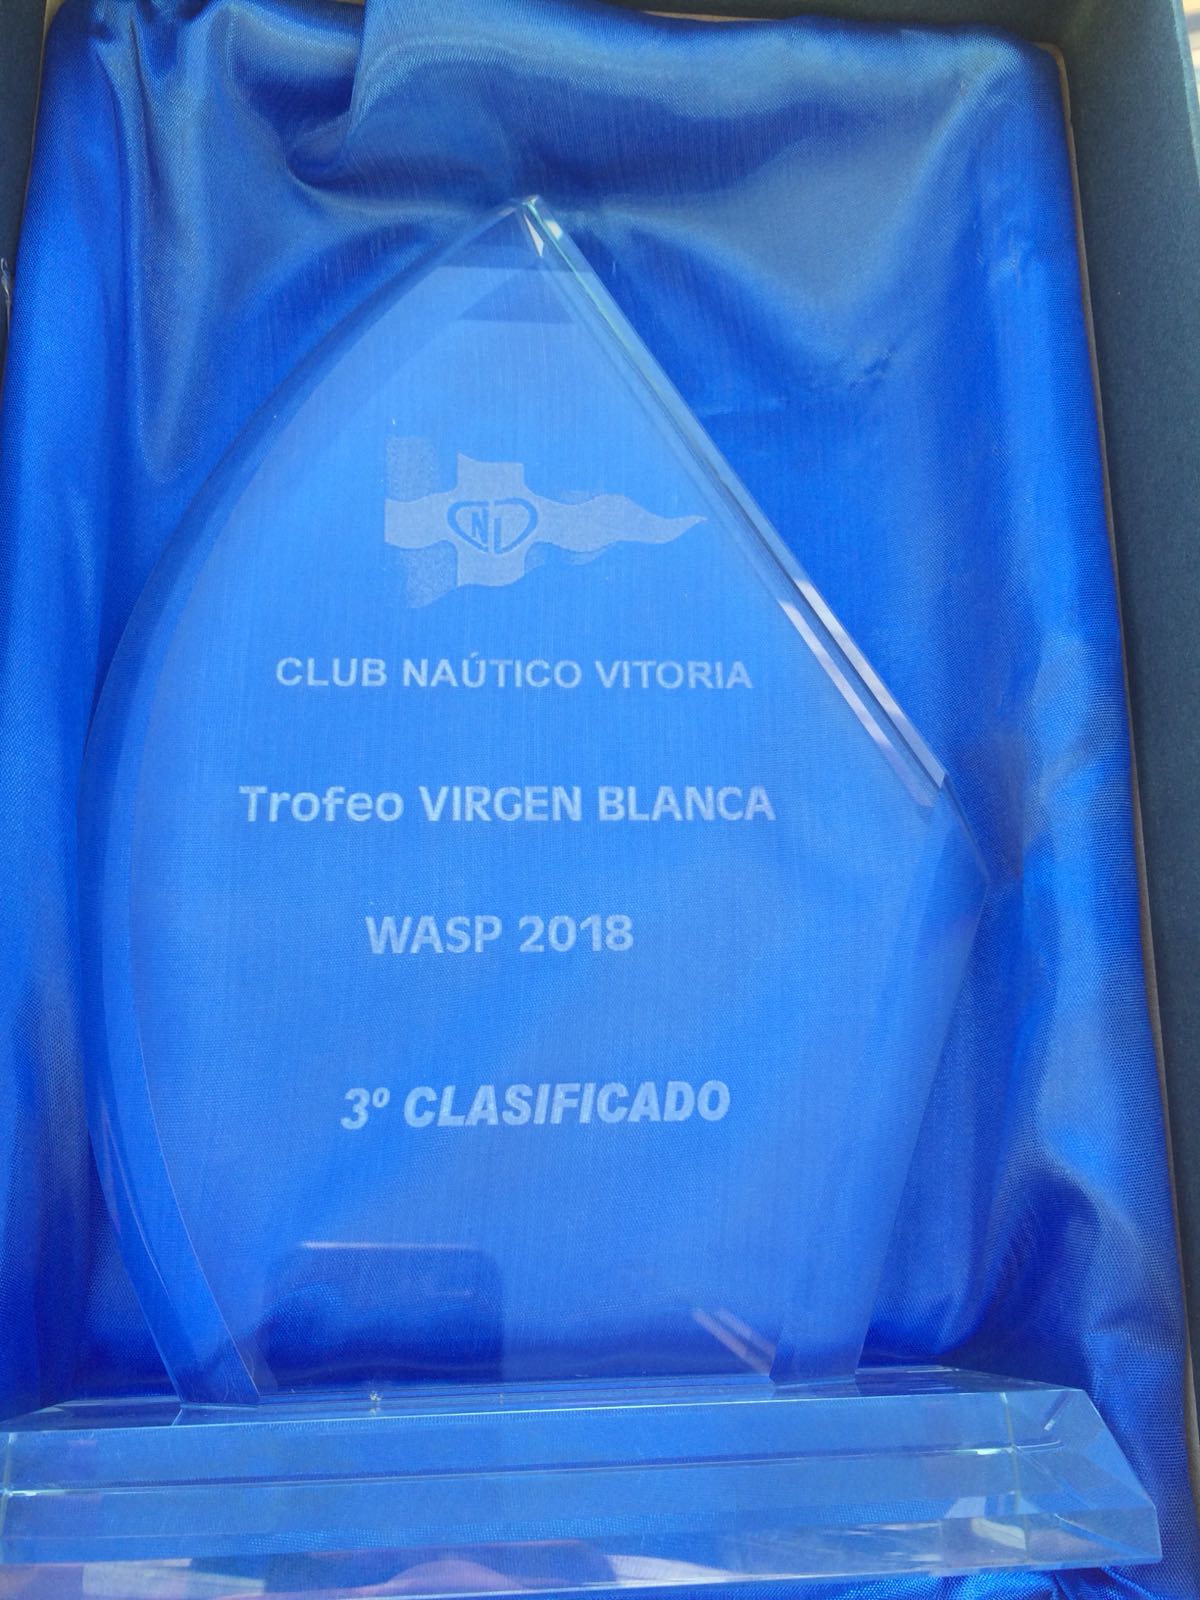 CLUB NAÚTICO VITORIA
Trofeo VIRGEN BLANCA
WASP 2018
3º CLASIFICADO